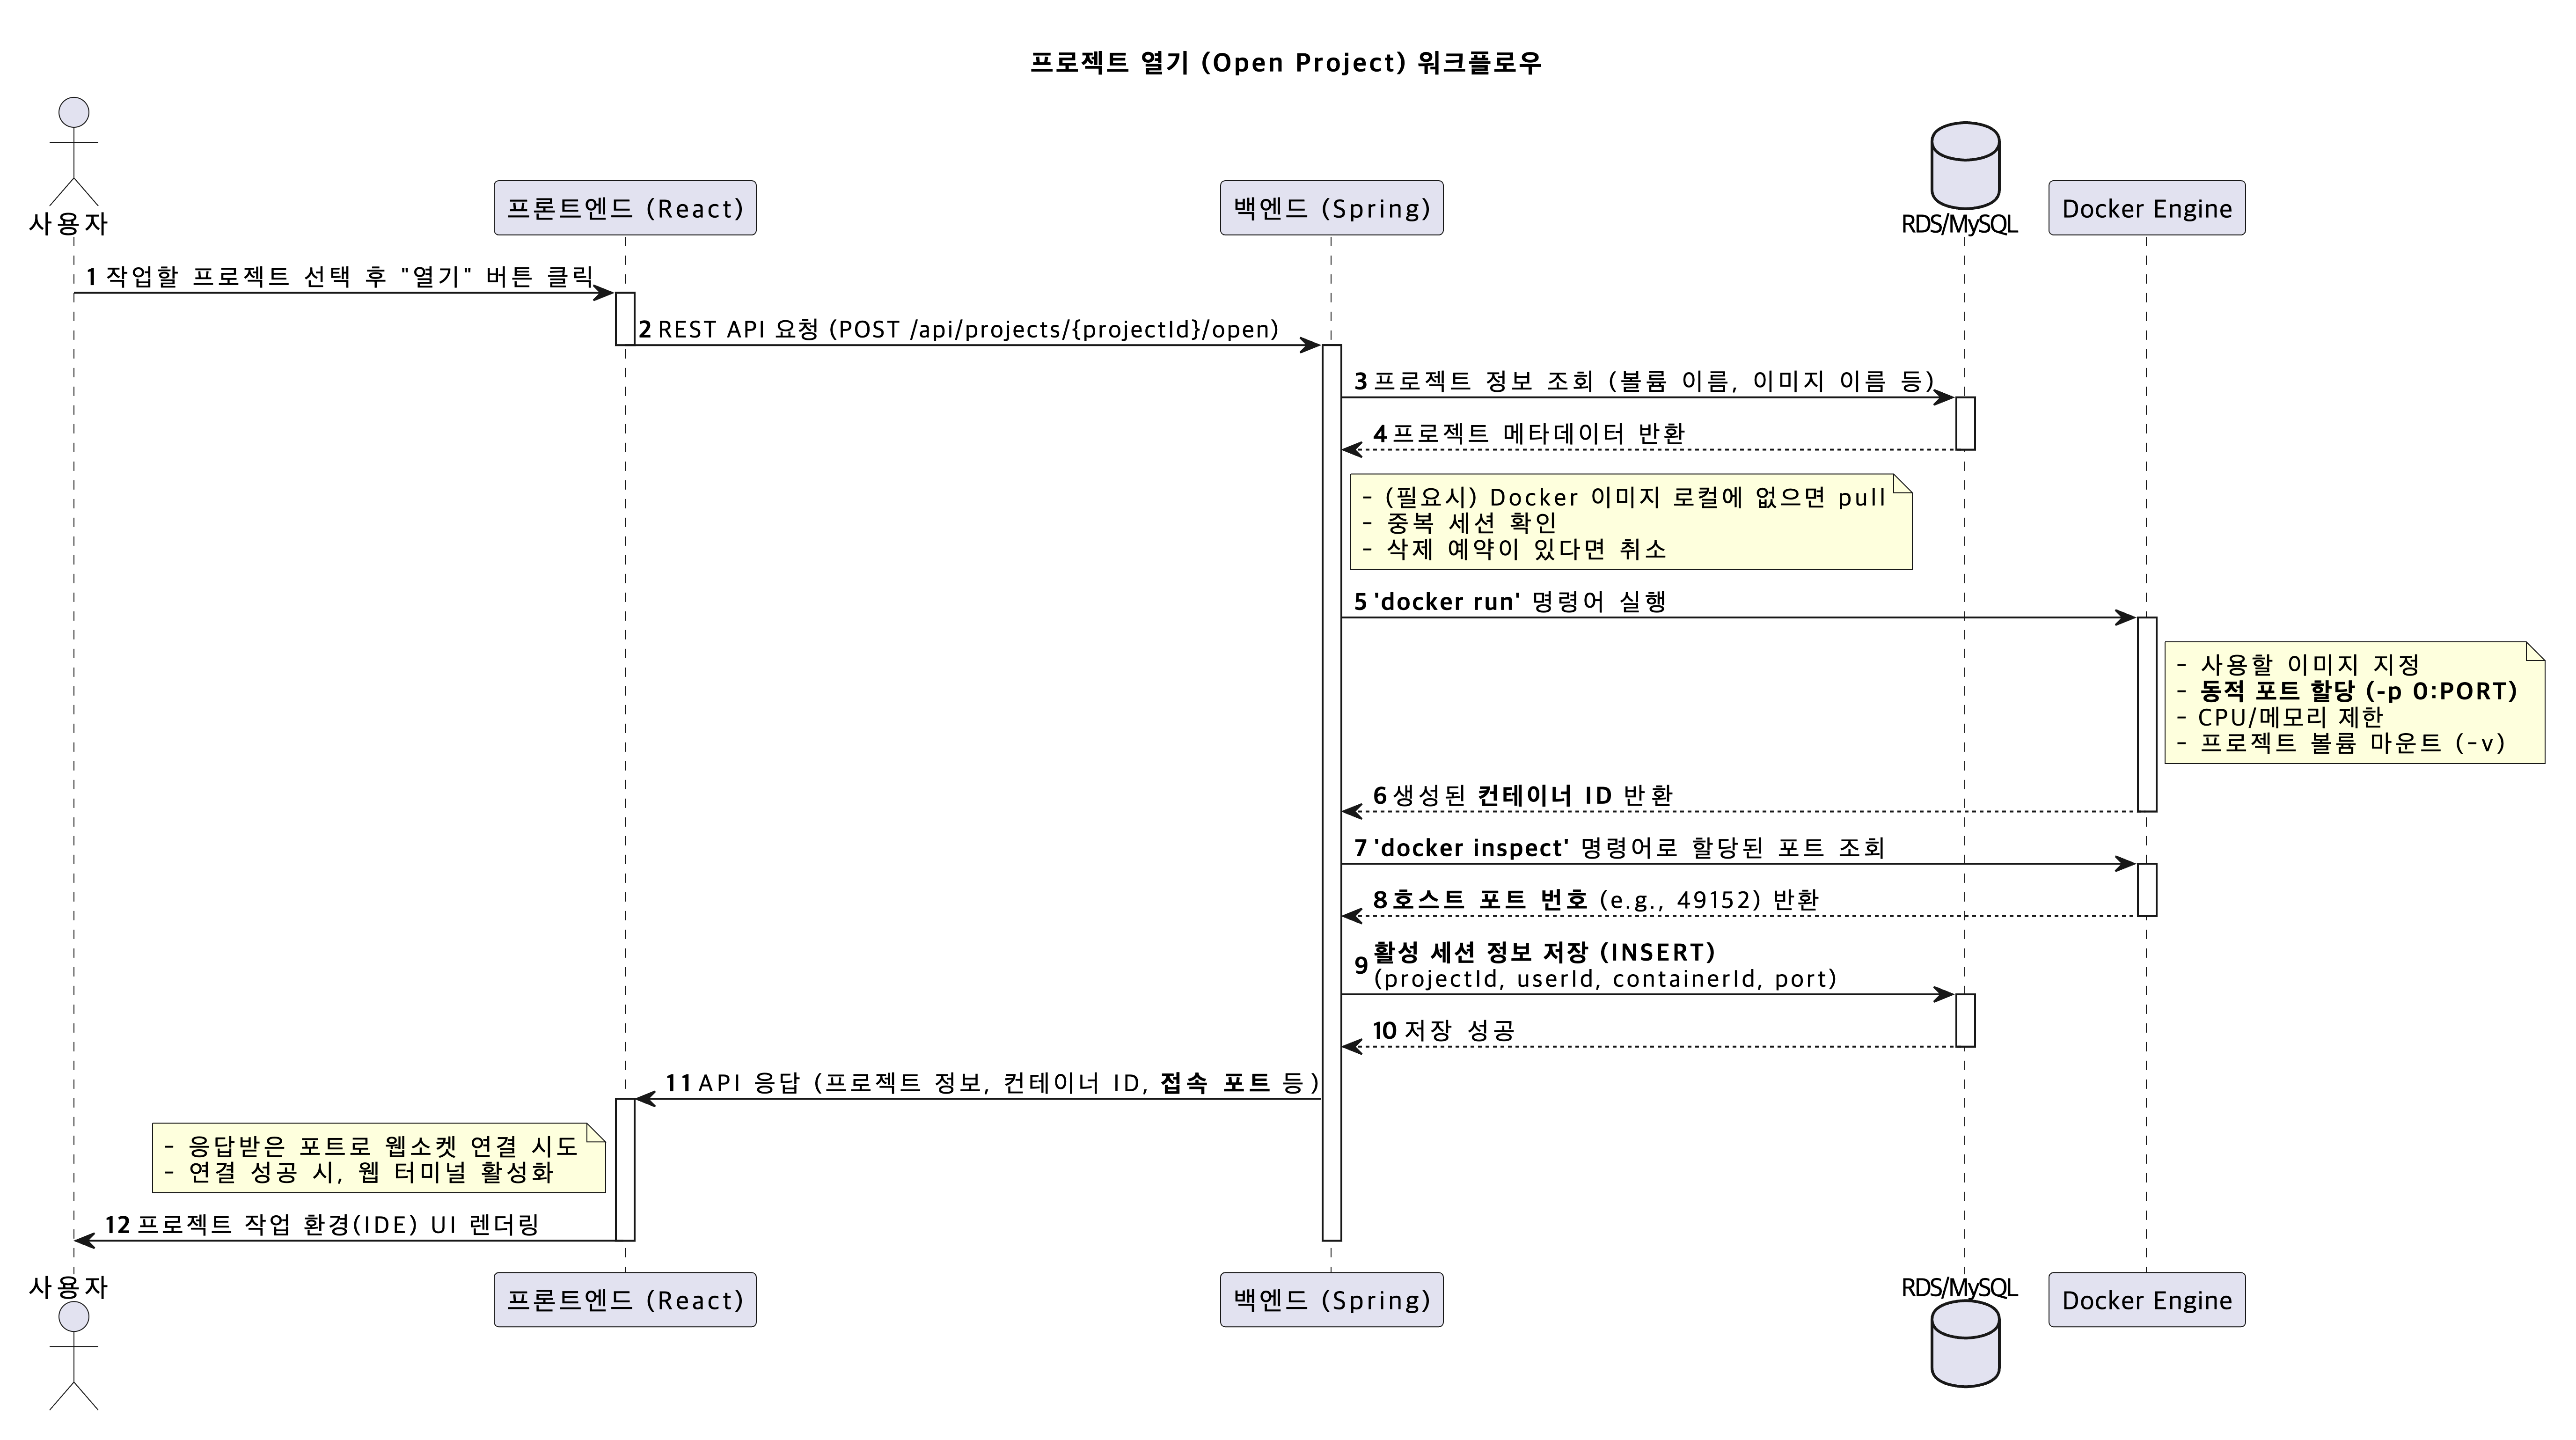 프로젝트 열기 (Open Project) 워크플로우
사용자
프론트엔드 (React)
백엔드 (Spring)
RDS/MySQL
Docker Engine
1 작업할 프로젝트 선택 후 "열기" 버튼 클릭
2 REST API 요청 (POST /api/projects/{projectId}/open)
3 프로젝트 정보 조회 (볼륨 이름, 이미지 이름 등)
4 프로젝트 메타데이터 반환
- (필요시) Docker 이미지 로컬에 없으면 pull
- 중복 세션 확인
- 삭제 예약이 있다면 취소
5 'docker run' 명령어 실행
- 사용할 이미지 지정
- 동적 포트 할당 (-p 0:PORT)
- CPU/메모리 제한
- 프로젝트 볼륨 마운트 (-v)
6 생성된 컨테이너 ID 반환
7 'docker inspect' 명령어로 할당된 포트 조회
8 호스트 포트 번호 (e.g., 49152) 반환
9 활성 세션 정보 저장 (INSERT)
(projectId, userId, containerId, port)
10 저장 성공
11 API 응답 (프로젝트 정보, 컨테이너 ID, 접속 포트 등)
- 응답받은 포트로 웹소켓 연결 시도
- 연결 성공 시, 웹 터미널 활성화
12 프로젝트 작업 환경(IDE) UI 렌더링
사용자
프론트엔드 (React)
백엔드 (Spring)
RDS/MySQL
Docker Engine